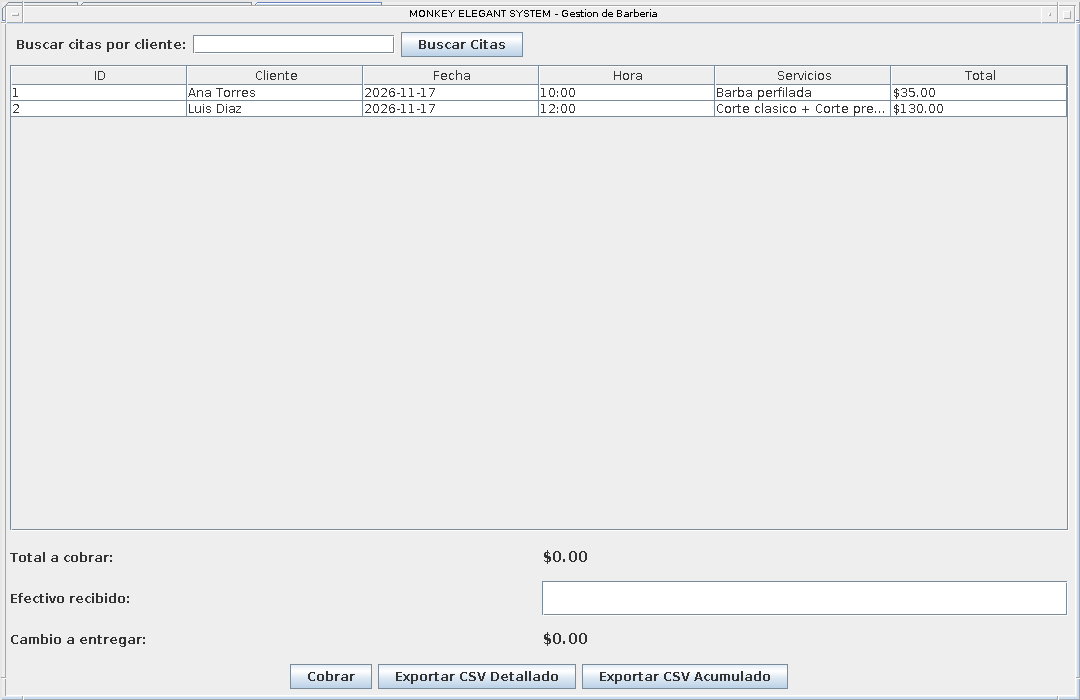 MONKEY ELEGANT SYSTEM - Gestion de Barberia
Buscar citas por cliente: Buscar Citas
ID Cliente Fecha Hora Servicios Total
1 Ana Torres 2026-11-17 10:00 Barba perfilada $35.00
2 Luis Diaz 2026-11-17 12:00 Corte clasico + Corte pre... $130.00
Total a cobrar: $0.00
Efectivo recibido:
Cambio a entregar: $0.00
Cobrar Exportar CSV Detallado Exportar CSV Acumulado